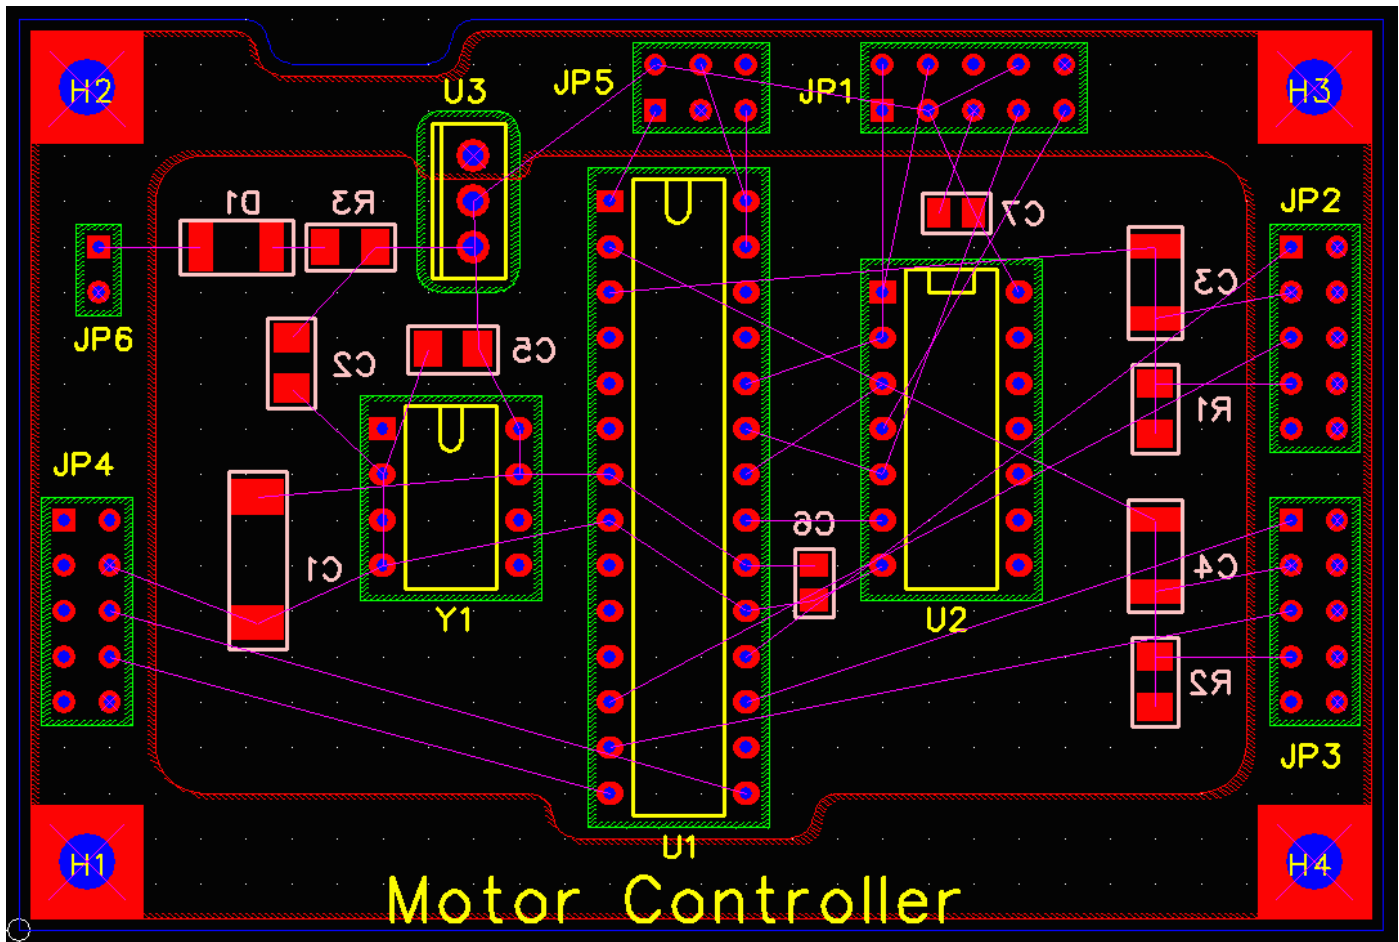 H2
U3
JP5
JP1
H3
D1
R3
C7
JP2
C3
JP6
C2
C5
R1
JP4
C6
C1
C4
Y1
U2
R2
JP3
U1
H1
H4
Motor Controller